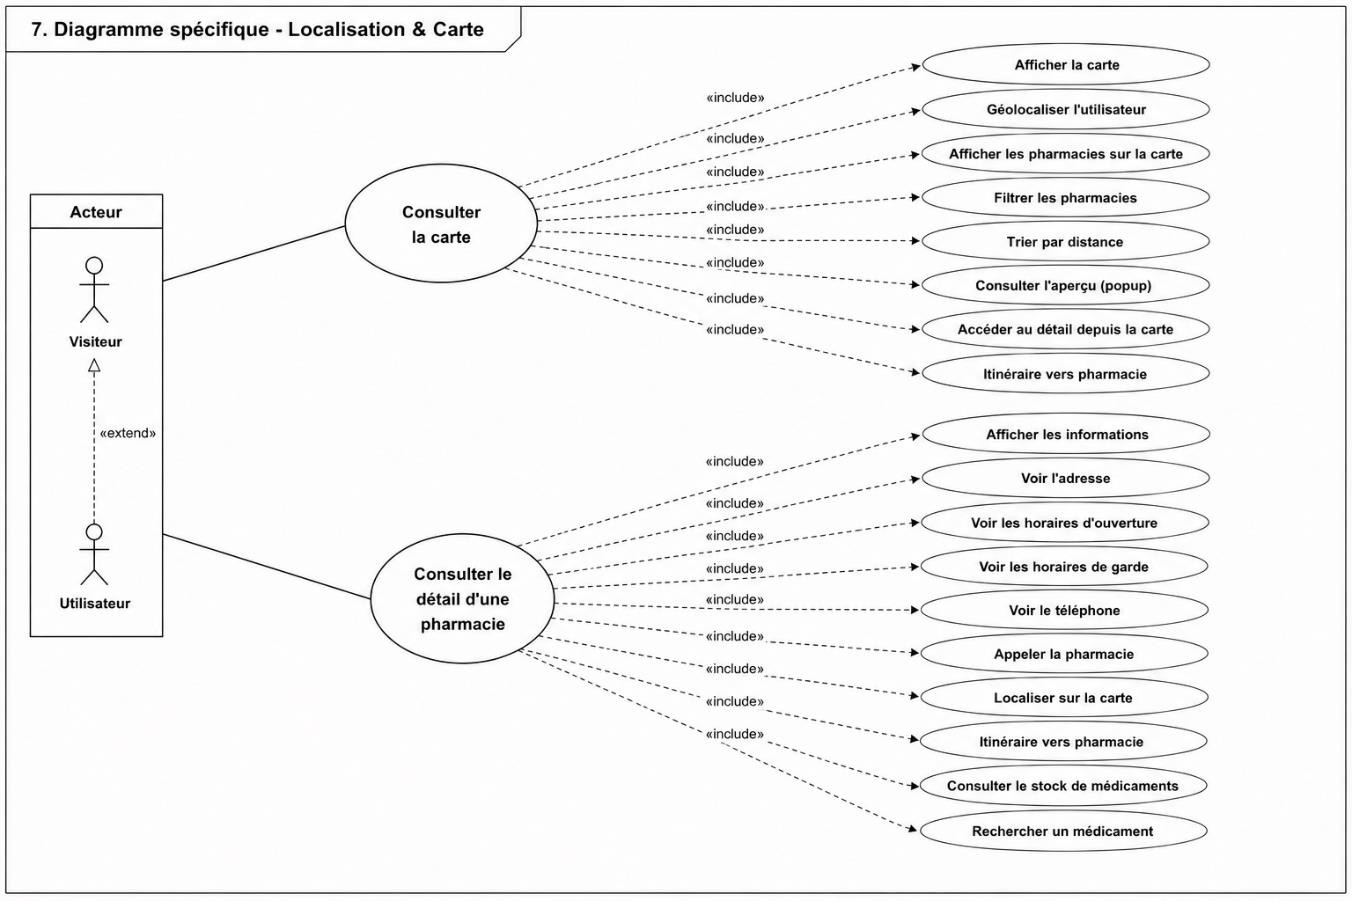 7. Diagramme spécifique - Localisation & Carte
Acteur
Visiteur
«extend»
Utilisateur
Consulter
la carte
«include»
«include»
«include»
«include»
«include»
«include»
«include»
«include»
Afficher la carte
Géolocaliser l'utilisateur
Afficher les pharmacies sur la carte
Filtrer les pharmacies
Trier par distance
Consulter l'aperçu (popup)
Accéder au détail depuis la carte
Itinéraire vers pharmacie
Consulter le
détail d'une
pharmacie
«include»
«include»
«include»
«include»
«include»
«include»
«include»
«include»
«include»
Afficher les informations
Voir l'adresse
Voir les horaires d'ouverture
Voir les horaires de garde
Voir le téléphone
Appeler la pharmacie
Localiser sur la carte
Itinéraire vers pharmacie
Consulter le stock de médicaments
Rechercher un médicament